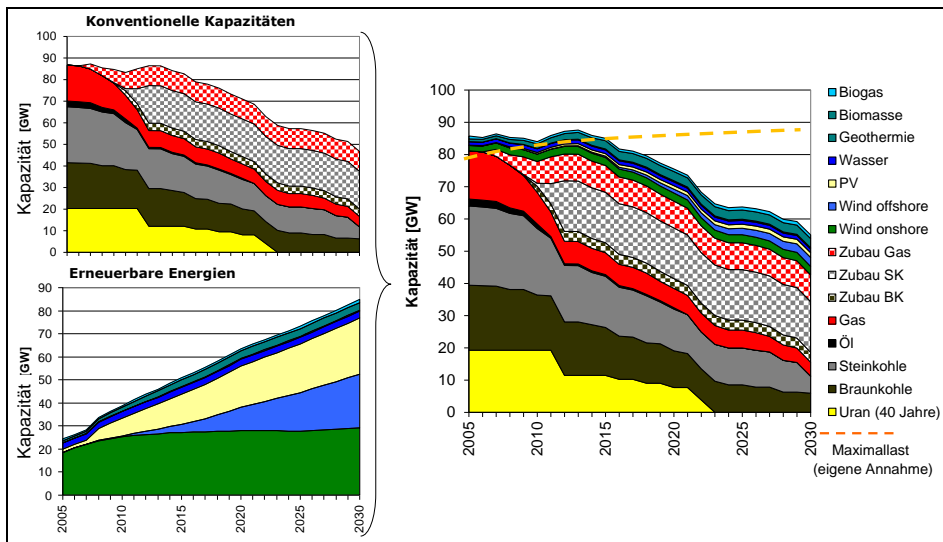 Konventionelle Kapazitäten
Kapazität [GW]
100
90
80
70
60
50
40
30
20
10
0
Erneuerbare Energien
Kapazität [GW]
90
80
70
60
50
40
30
20
10
0
2005
2010
2015
2020
2025
2030
Kapazität [GW]
100
90
80
70
60
50
40
30
20
10
0
2005
2010
2015
2020
2025
2030
Biogas
Biomasse
Geothermie
Wasser
PV
Wind offshore
Wind onshore
Zubau Gas
Zubau SK
Zubau BK
Gas
Öl
Steinkohle
Braunkohle
Uran (40 Jahre)
Maximallast
(eigene Annahme)